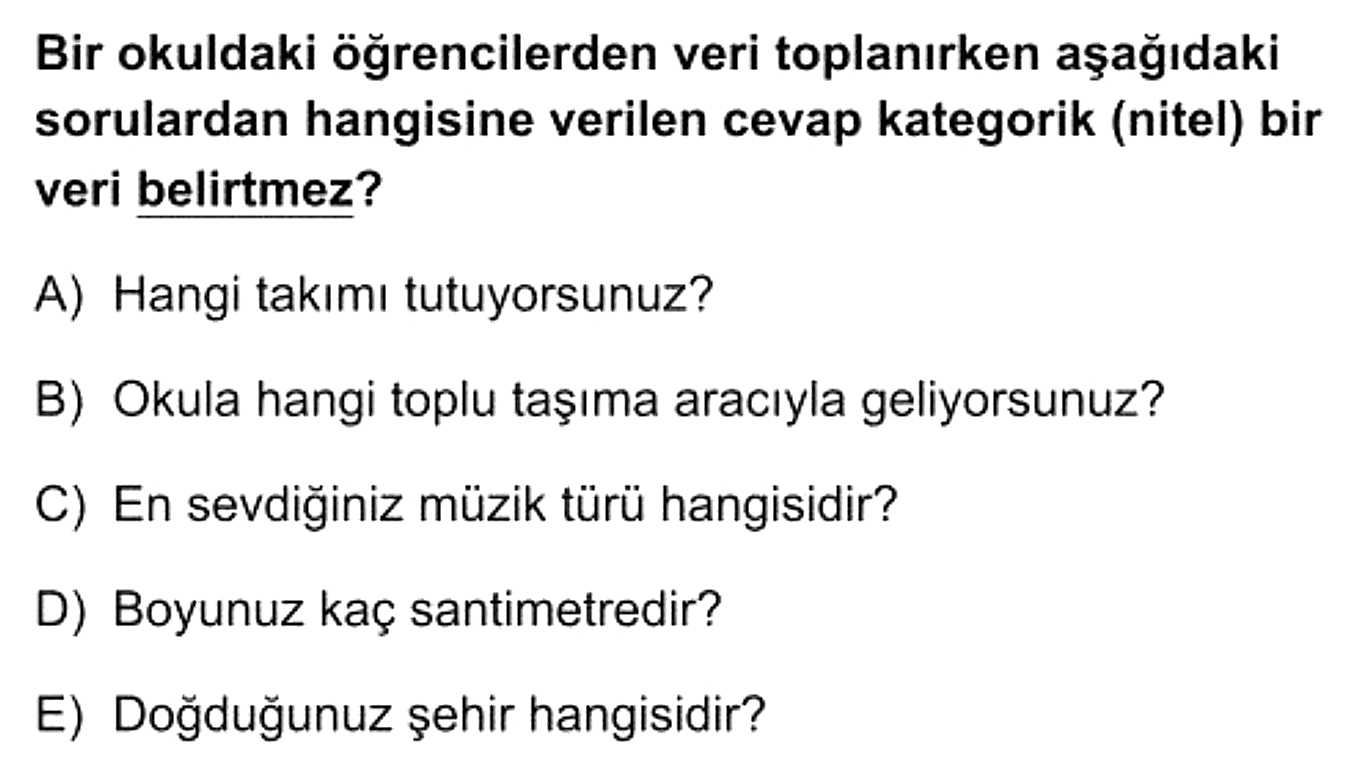 Bir okuldaki öğrencilerden veri toplanırken aşağıdaki
sorulardan hangisine verilen cevap kategorik (nitel) bir
veri belirtmez?
A) Hangi takımı tutuyorsunuz?
B) Okula hangi toplu taşıma aracıyla geliyorsunuz?
C) En sevdiğiniz müzik türü hangisidir?
D) Boyunuz kaç santimetredir?
E) Doğduğunuz şehir hangisidir?